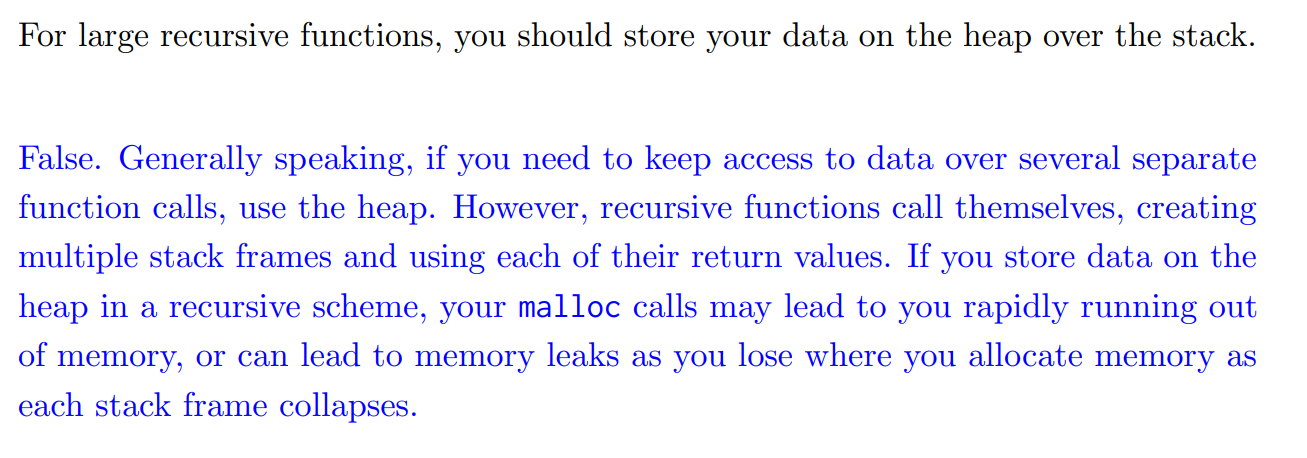 For large recursive functions, you should store your data on the heap over the stack.
False. Generally speaking, if you need to keep access to data over several separate
function calls, use the heap. However, recursive functions call themselves, creating
multiple stack frames and using each of their return values. If you store data on the
heap in a recursive scheme, your malloc calls may lead to you rapidly running out
of memory, or can lead to memory leaks as you lose where you allocate memory as
each stack frame collapses.